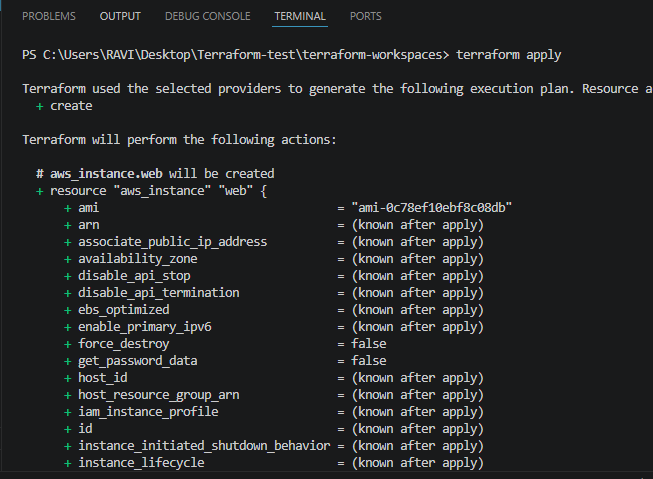 PROBLEMS OUTPUT DEBUG CONSOLE TERMINAL PORTS
PS C:\Users\RAVI\Desktop\Terraform-test\terraform-workspaces> terraform apply
Terraform used the selected providers to generate the following execution plan. Resource a
+ create
Terraform will perform the following actions:
# aws_instance.web will be created
+ resource "aws_instance" "web" {
+ ami = "ami-0c78ef10ebf8c08db"
+ arn = (known after apply)
+ associate_public_ip_address = (known after apply)
+ availability_zone = (known after apply)
+ disable_api_stop = (known after apply)
+ disable_api_termination = (known after apply)
+ ebs_optimized = (known after apply)
+ enable_primary_ipv6 = (known after apply)
+ force_destroy = false
+ get_password_data = false
+ host_id = (known after apply)
+ host_resource_group_arn = (known after apply)
+ iam_instance_profile = (known after apply)
+ id = (known after apply)
+ instance_initiated_shutdown_behavior = (known after apply)
+ instance_lifecycle = (known after apply)